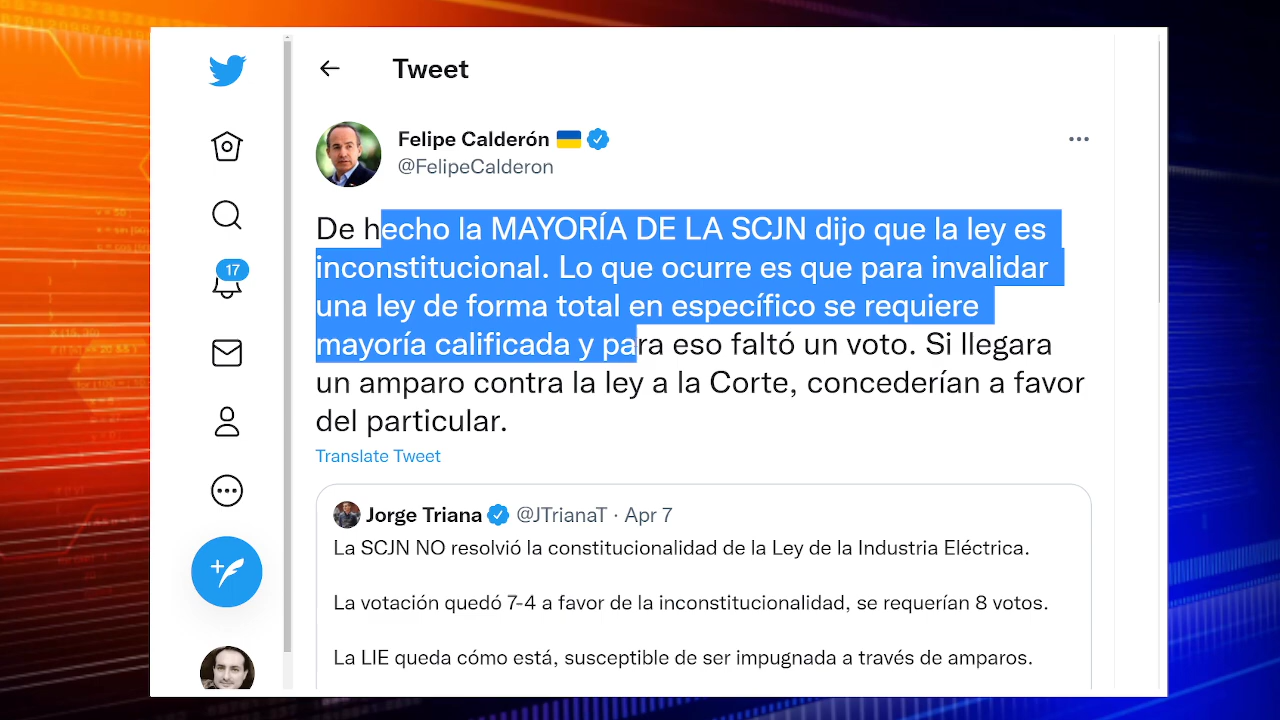 Tweet
Felipe Calderón
@FelipeCalderon
De hecho la MAYORÍA DE LA SCJN dijo que la ley es
inconstitucional. Lo que ocurre es que para invalidar
una ley de forma total en específico se requiere
mayoría calificada y para eso faltó un voto. Si llegara
un amparo contra la ley a la Corte, concederían a favor
del particular.
Translate Tweet
Jorge Triana @JTrianaT · Apr 7
La SCJN NO resolvió la constitucionalidad de la Ley de la Industria Eléctrica.
La votación quedó 7-4 a favor de la inconstitucionalidad, se requerían 8 votos.
La LIE queda cómo está, susceptible de ser impugnada a través de amparos.
17